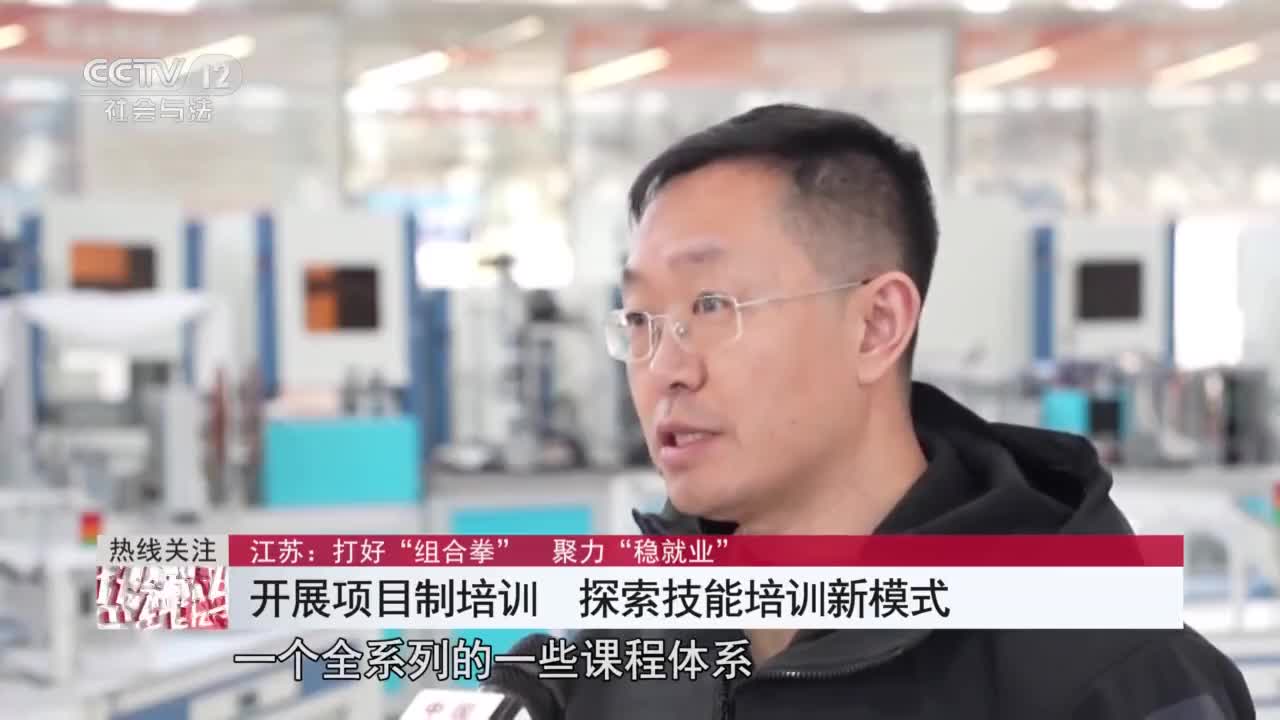 CCTV 12
社会与法
热线关注
江苏：打好“组合拳” 聚力“稳就业”
开展项目制培训 探索技能培训新模式
一个全系列的一些课程体系
中国